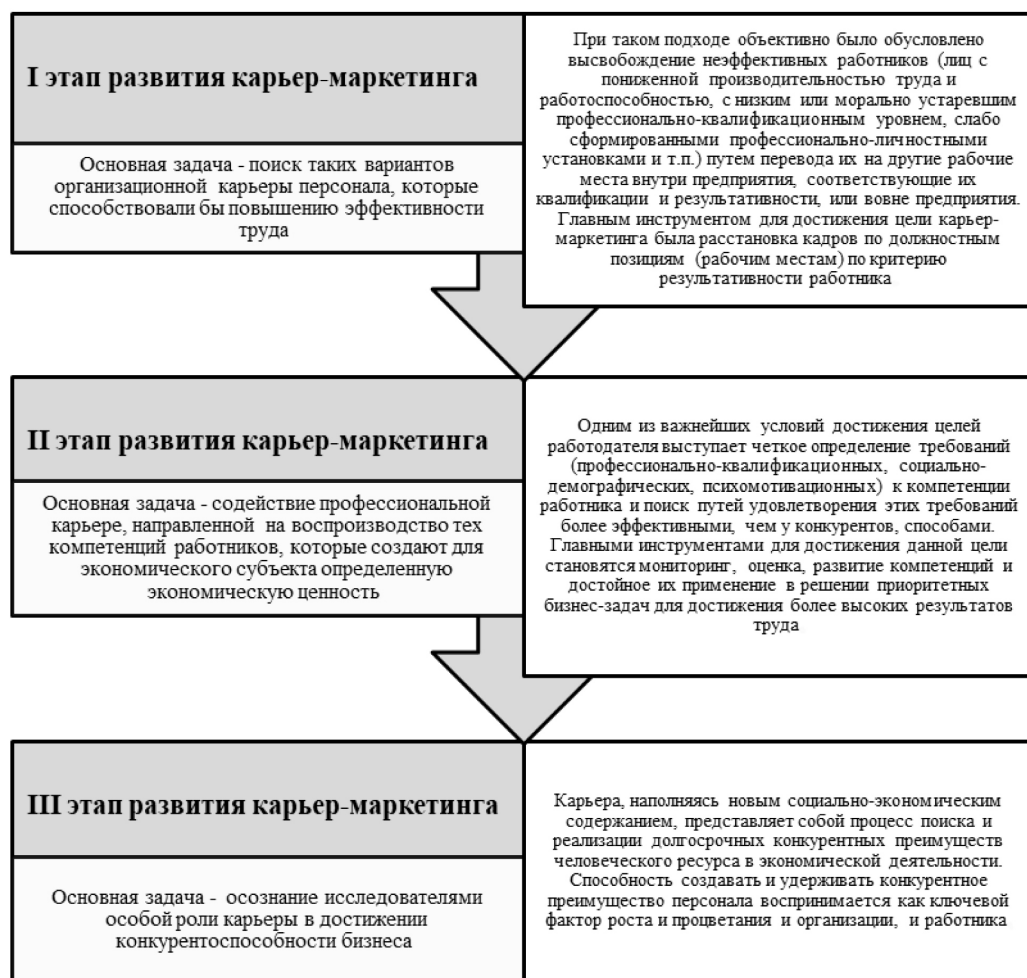 I этап развития карьер-маркетинга
Основная задача - поиск таких вариантов
организационной карьеры персонала, которые
способствовали бы повышению эффективности
труда
При таком подходе объективно было обусловлено
высвобождение неэффективных работников (лиц с
пониженной производительностью труда и
работоспособностью, с низким или морально устаревшим
профессионально-квалификационным уровнем, слабо
сформированными профессионально-личностными
установками и т.п.) путем перевода их на другие рабочие
места внутри предприятия, соответствующие их
квалификации и результативности, или вовне предприятия.
Главным инструментом для достижения цели карьер-
маркетинга была расстановка кадров по должностным
позициям (рабочим местам) по критерию
результативности работника
II этап развития карьер-маркетинга
Основная задача - содействие профессиональной
карьере, направленной на воспроизводство тех
компетенций работников, которые создают для
экономического субъекта определенную
экономическую ценность
Одним из важнейших условий достижения целей
работодателя выступает четкое определение требований
(профессионально-квалификационных, социально-
демографических, психомотивационных) к компетенции
работника и поиск путей удовлетворения этих требований
более эффективными, чем у конкурентов, способами.
Главными инструментами для достижения данной цели
становятся мониторинг, оценка, развитие компетенций и
достойное их применение в решении приоритетных
бизнес-задач для достижения более высоких результатов
труда
III этап развития карьер-маркетинга
Основная задача - осознание исследователями
особой роли карьеры в достижении
конкурентоспособности бизнеса
Карьера, наполняясь новым социально-экономическим
содержанием, представляет собой процесс поиска и
реализации долгосрочных конкурентных преимуществ
человеческого ресурса в экономической деятельности.
Способность создавать и удерживать конкурентное
преимущество персонала воспринимается как ключевой
фактор роста и процветания и организации, и работника